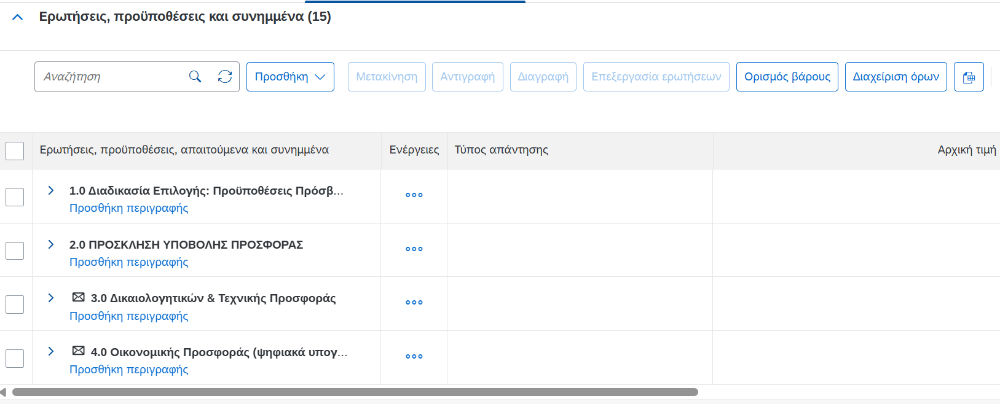 Ερωτήσεις, προϋποθέσεις και συνημμένα (15)
Αναζήτηση Προσθήκη Μετακίνηση Αντιγραφή Διαγραφή Επεξεργασία ερωτήσεων Ορισμός βάρους Διαχείριση όρων
Ερωτήσεις, προϋποθέσεις, απαιτούμενα και συνημμένα Ενέργειες Τύπος απάντησης Αρχική τιμή
1.0 Διαδικασία Επιλογής: Προϋποθέσεις Πρόσβ...
Προσθήκη περιγραφής
2.0 ΠΡΟΣΚΛΗΣΗ ΥΠΟΒΟΛΗΣ ΠΡΟΣΦΟΡΑΣ
Προσθήκη περιγραφής
3.0 Δικαιολογητικών & Τεχνικής Προσφοράς
Προσθήκη περιγραφής
4.0 Οικονομικής Προσφοράς (ψηφιακά υπογ...
Προσθήκη περιγραφής